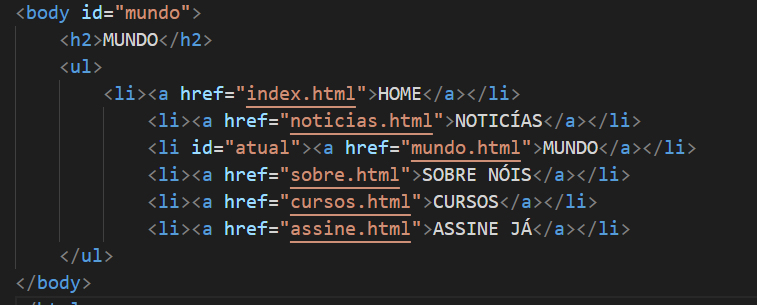 <body id="mundo">
<h2>MUNDO</h2>
<ul>
<li><a href="index.html">HOME</a></li>
<li><a href="noticias.html">NOTICÍAS</a></li>
<li id="atual"><a href="mundo.html">MUNDO</a></li>
<li><a href="sobre.html">SOBRE NÓIS</a></li>
<li><a href="cursos.html">CURSOS</a></li>
<li><a href="assine.html">ASSINE JÁ</a></li>
</ul>
</body>